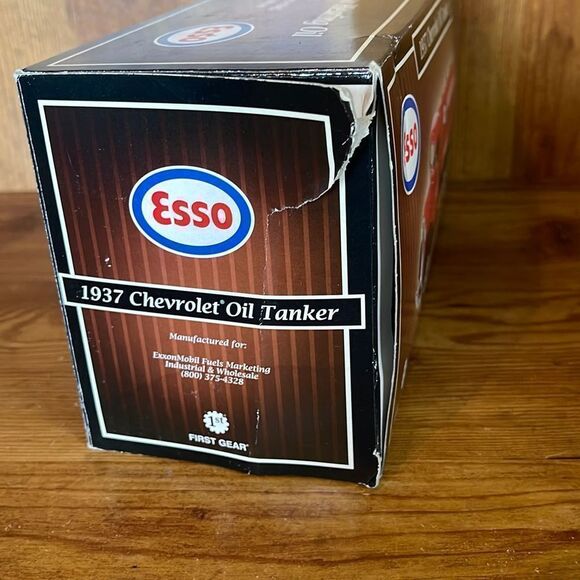 Esso
1937 Chevrolet® Oil Tanker
Manufactured for:
ExxonMobil Fuels Marketing
Industrial & Wholesale
(800) 375-4328
1st
FIRST GEAR®
Esso
Esso